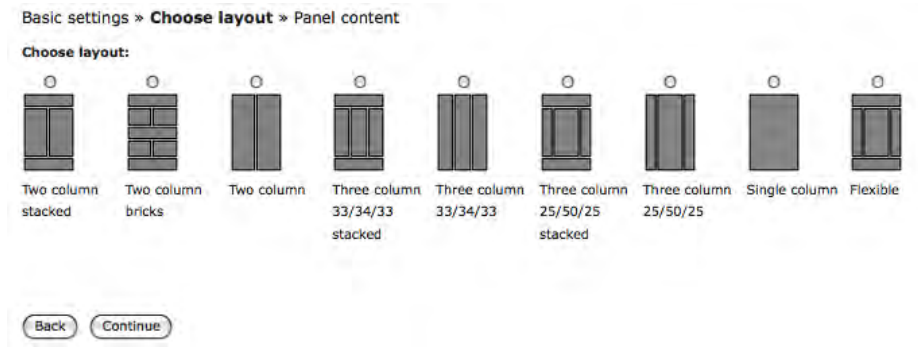 Basic settings » Choose layout » Panel content
Choose layout:
Two column stacked
Two column bricks
Two column
Three column 33/34/33 stacked
Three column 33/34/33
Three column 25/50/25 stacked
Three column 25/50/25
Single column
Flexible
Back
Continue